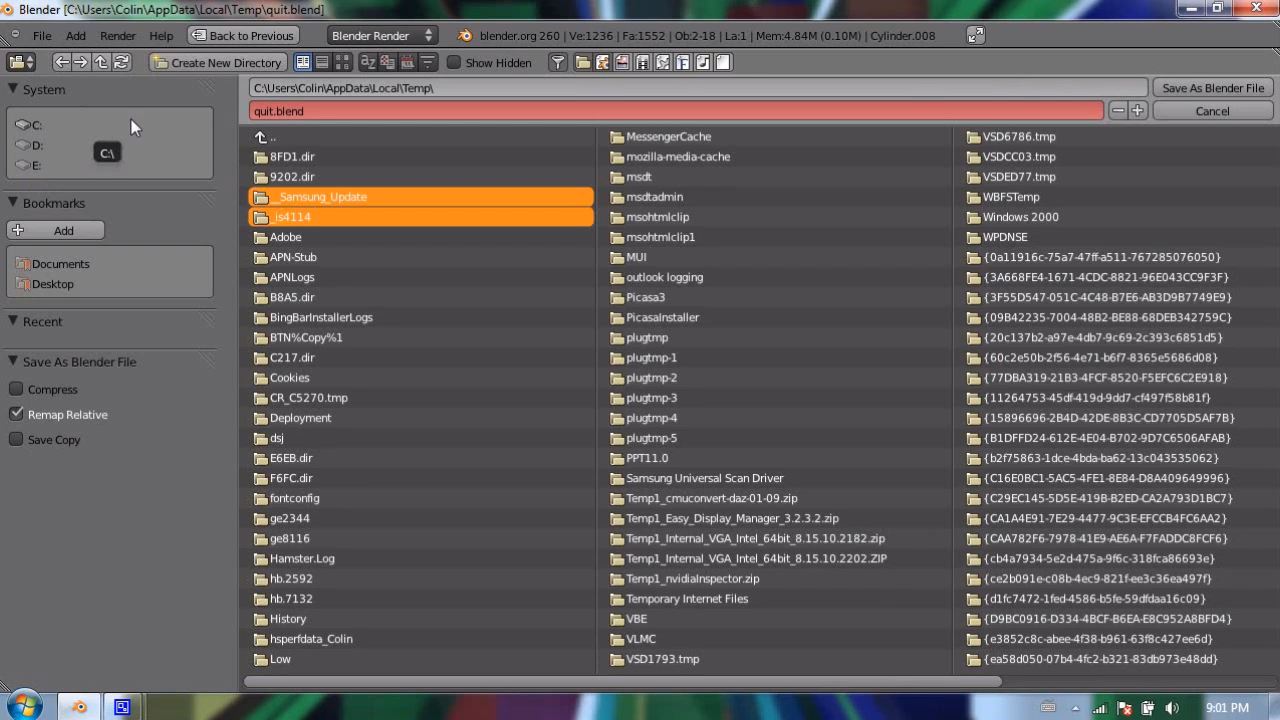 Blender [C:\Users\Colin\AppData\Local\Temp\quit.blend]
File Add Render Help Back to Previous Blender Render blender.org 260 | Ve:1236 | Fa:1552 | Ob:2-18 | La:1 | Mem:4.84M (0.10M) | Cylinder.008
Create New Directory Show Hidden
System C:\Users\Colin\AppData\Local\Temp\ Save As Blender File
quit.blend Cancel
C:
D:
E:
C:\
Bookmarks
Add
Documents
Desktop
Recent
Save As Blender File
Compress
Remap Relative
Save Copy
..
8FD1.dir
9202.dir
__Samsung_Update
_is4114
Adobe
APN-Stub
APNLogs
B8A5.dir
BingBarInstallerLogs
BTN%Copy%1
C217.dir
Cookies
CR_C5270.tmp
Deployment
dsj
E6EB.dir
F6FC.dir
fontconfig
ge2344
ge8116
Hamster.Log
hb.2592
hb.7132
History
hsperfdata_Colin
Low
MessengerCache
mozilla-media-cache
msdt
msdtadmin
msohtmlclip
msohtmlclip1
MUI
outlook logging
Picasa3
PicasaInstaller
plugtmp
plugtmp-1
plugtmp-2
plugtmp-3
plugtmp-4
plugtmp-5
PPT11.0
Samsung Universal Scan Driver
Temp1_cmuconvert-daz-01-09.zip
Temp1_Easy_Display_Manager_3.2.3.2.zip
Temp1_Internal_VGA_Intel_64bit_8.15.10.2182.zip
Temp1_Internal_VGA_Intel_64bit_8.15.10.2202.ZIP
Temp1_nvidiaInspector.zip
Temporary Internet Files
VBE
VLMC
VSD1793.tmp
VSD6786.tmp
VSDCC03.tmp
VSDED77.tmp
WBFSTemp
Windows 2000
WPDNSE
{0a11916c-75a7-47ff-a511-767285076050}
{3A668FE4-1671-4CDC-8821-96E043CC9F3F}
{3F55D547-051C-4C48-B7E6-AB3D9B7749E9}
{09B42235-7004-48B2-BE88-68DEB342759C}
{20c137b2-a97e-4db7-9c69-2c393c6861d5}
{60c2e50b-2f56-4e71-b6f7-8365e5686d08}
{77DBA319-21B3-4FCF-8520-F5EFC6C2E918}
{11264753-45df-419d-9dd7-cf497f58b81f}
{15896696-2B4D-42DE-8B3C-CD7705D5AF7B}
{B1DFFD24-612E-4E04-B702-9D7C6506AFAB}
{b2f75863-1dce-4bda-ba62-13c043535062}
{C16E0BC1-5AC5-4FE1-8E84-D8A409649996}
{C29EC145-5D5E-419B-B2ED-CA2A793D1BC7}
{CA1A4E91-7E29-4477-9C3E-EFCCB4FC6AA2}
{CAA782F6-7978-41E9-AE6A-F7FADDC8FCF6}
{cb4a7934-5e2d-475a-9f6c-318fca86693e}
{ce2b091e-c08b-4ec9-821f-ee3c36ea497f}
{d1fc7472-1fed-4586-b5fe-59dfdaa16c09}
{D9BC0916-D334-4BCF-B6EA-E8C952A8BFD4}
{e3852c8c-abee-4f38-b961-63f8c427ee6d}
{ea58d050-07b4-4fc2-b321-83db973e48dd}
9:01 PM